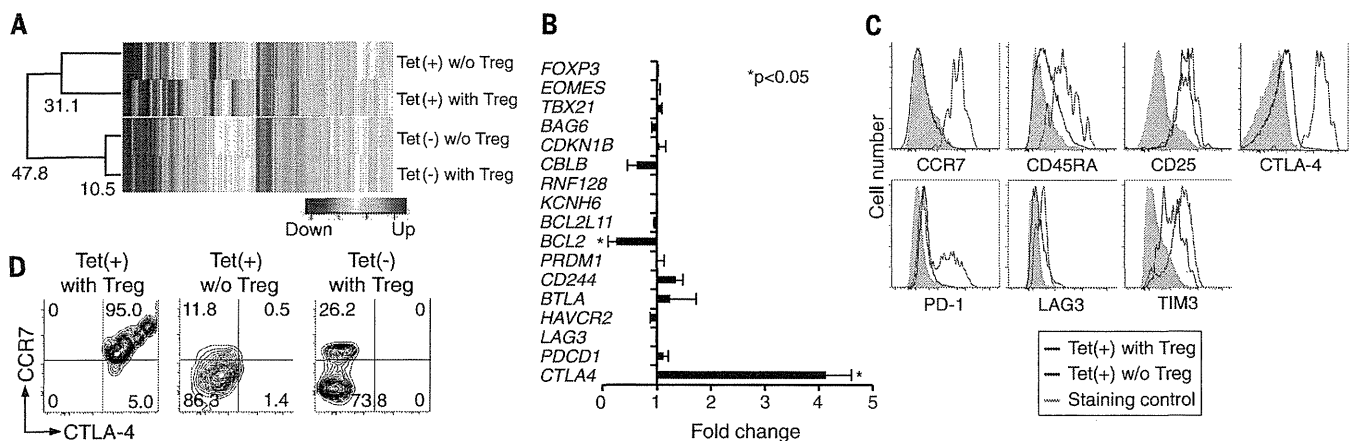 A
Tet(+) w/o Treg
Tet(+) with Treg
Tet(-) w/o Treg
Tet(-) with Treg
31.1
47.8
10.5
Down
Up
B
*p<0.05
FOXP3
EOMES
TBX21
BAG6
CDKN1B
CBLB
RNF128
KCNH6
BCL2L11
BCL2 *
PRDM1
CD244
BTLA
HAVCR2
LAG3
PDCD1
CTLA4 *
0 1 2 3 4 5
Fold change
C
Cell number
CCR7 CD45RA CD25 CTLA-4
PD-1 LAG3 TIM3
Tet(+) with Treg
Tet(+) w/o Treg
Staining control
D
Tet(+) with Treg
Tet(+) w/o Treg
Tet(-) with Treg
0 95.0
0 5.0
11.8 0.5
86.3 1.4
26.2 0
73.8 0
CCR7
CTLA-4